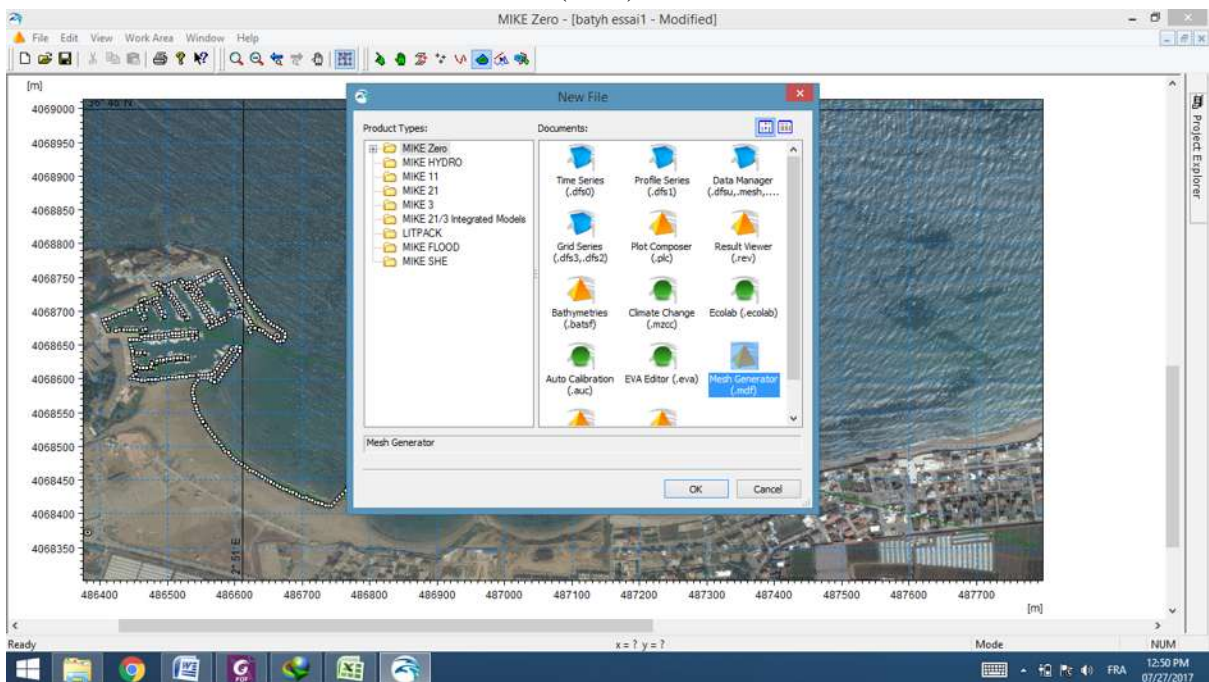 MIKE Zero - [batyh essai1 - Modified]
File Edit View Work Area Window Help
[m]
4069000
4068950
4068900
4068850
4068800
4068750
4068700
4068650
4068600
4068550
4068500
4068450
4068400
4068350
36° 46' N
2° 51' E
New File
Product Types:
MIKE Zero
MIKE HYDRO
MIKE 11
MIKE 21
MIKE 3
MIKE 21/3 Integrated Models
LITPACK
MIKE FLOOD
MIKE SHE
Documents:
Time Series (.dfs0)
Profile Series (.dfs1)
Data Manager (.dfsu,.mesh,....
Grid Series (.dfs3,.dfs2)
Plot Composer (.plc)
Result Viewer (.rev)
Bathymetries (.batsf)
Climate Change (.mzcc)
Ecolab (.ecolab)
Auto Calibration (.auc)
EVA Editor (.eva)
Mesh Generator (.mdf)
Mesh Generator
OK Cancel
Project Explorer
486400 486500 486600 486700 486800 486900 487000 487100 487200 487300 487400 487500 487600 487700
[m]
Ready x = ? y = ? Mode NUM
FRA
12:50 PM
07/27/2017